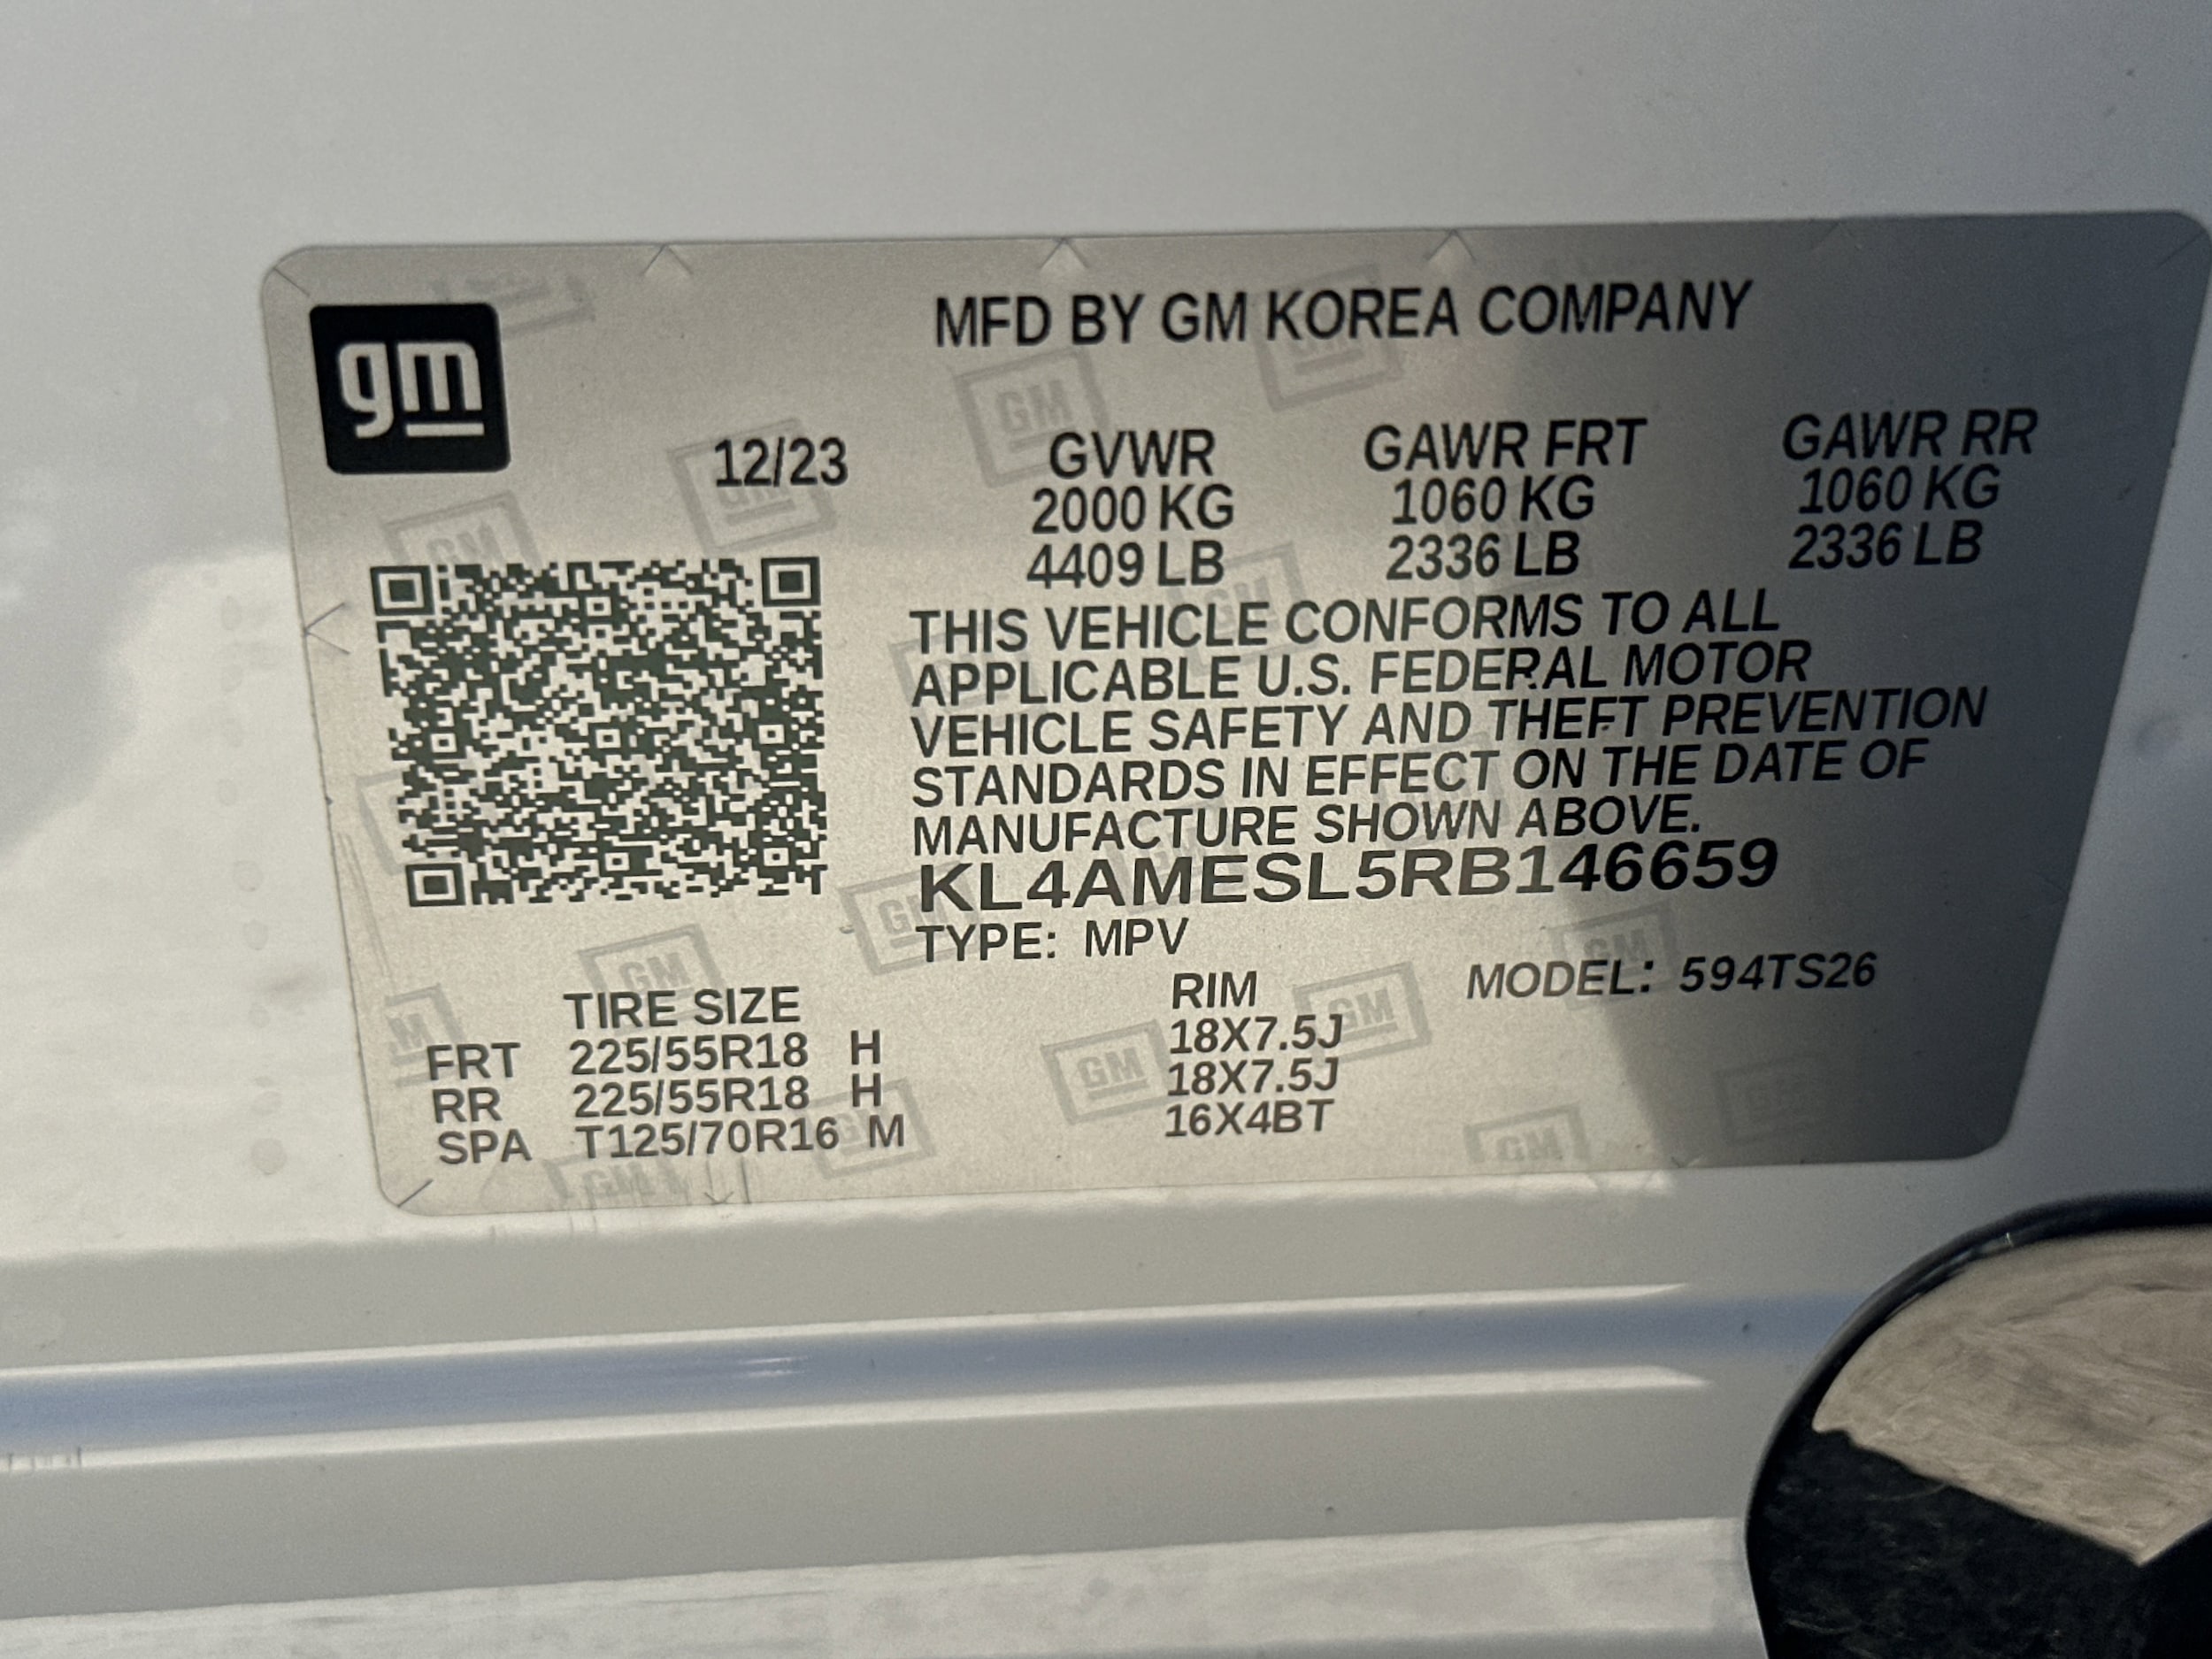 gm
MFD BY GM KOREA COMPANY
12/23 GVWR GAWR FRT GAWR RR
2000 KG 1060 KG 1060 KG
4409 LB 2336 LB 2336 LB
THIS VEHICLE CONFORMS TO ALL
APPLICABLE U.S. FEDERAL MOTOR
VEHICLE SAFETY AND THEFT PREVENTION
STANDARDS IN EFFECT ON THE DATE OF
MANUFACTURE SHOWN ABOVE.
KL4AMESL5RB146659
TYPE: MPV
MODEL: 594TS26
TIRE SIZE RIM
FRT 225/55R18 H 18X7.5J
RR 225/55R18 H 18X7.5J
SPA T125/70R16 M 16X4BT